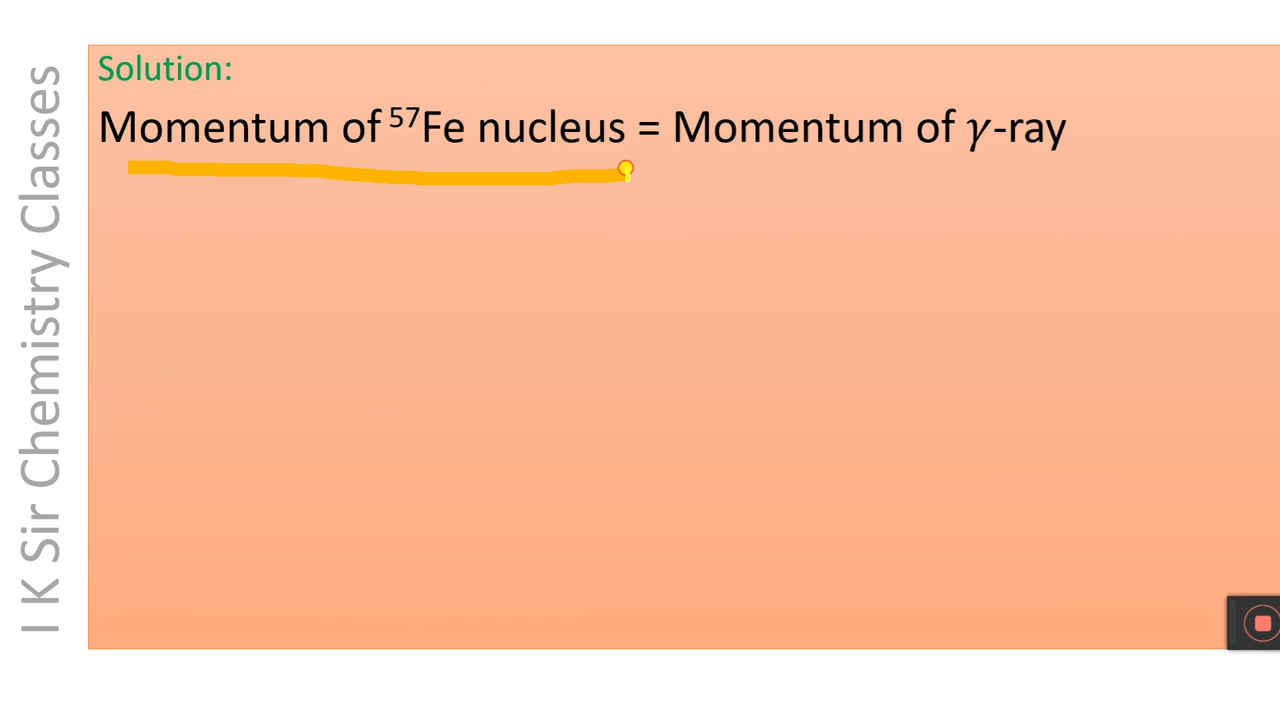 I K Sir Chemistry Classes
Solution:
Momentum of ⁵⁷Fe nucleus = Momentum of 𝛾-ray